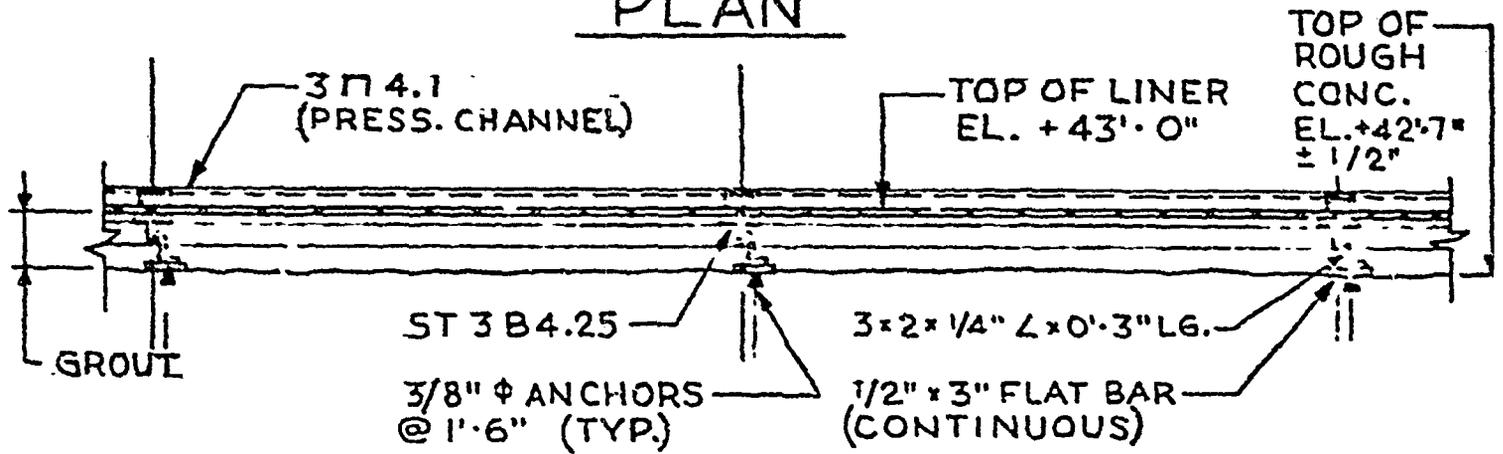 PLAN
3 ⊓ 4.1
(PRESS. CHANNEL)
TOP OF LINER
EL. +43'·0"
TOP OF
ROUGH
CONC.
EL.+42'·7"
± 1/2"
ST 3 B4.25
3/8" φ ANCHORS
@ 1'·6" (TYP.)
3×2×1/4" ∠×0'·3" LG.
1/2" × 3" FLAT BAR
(CONTINUOUS)
GROUT